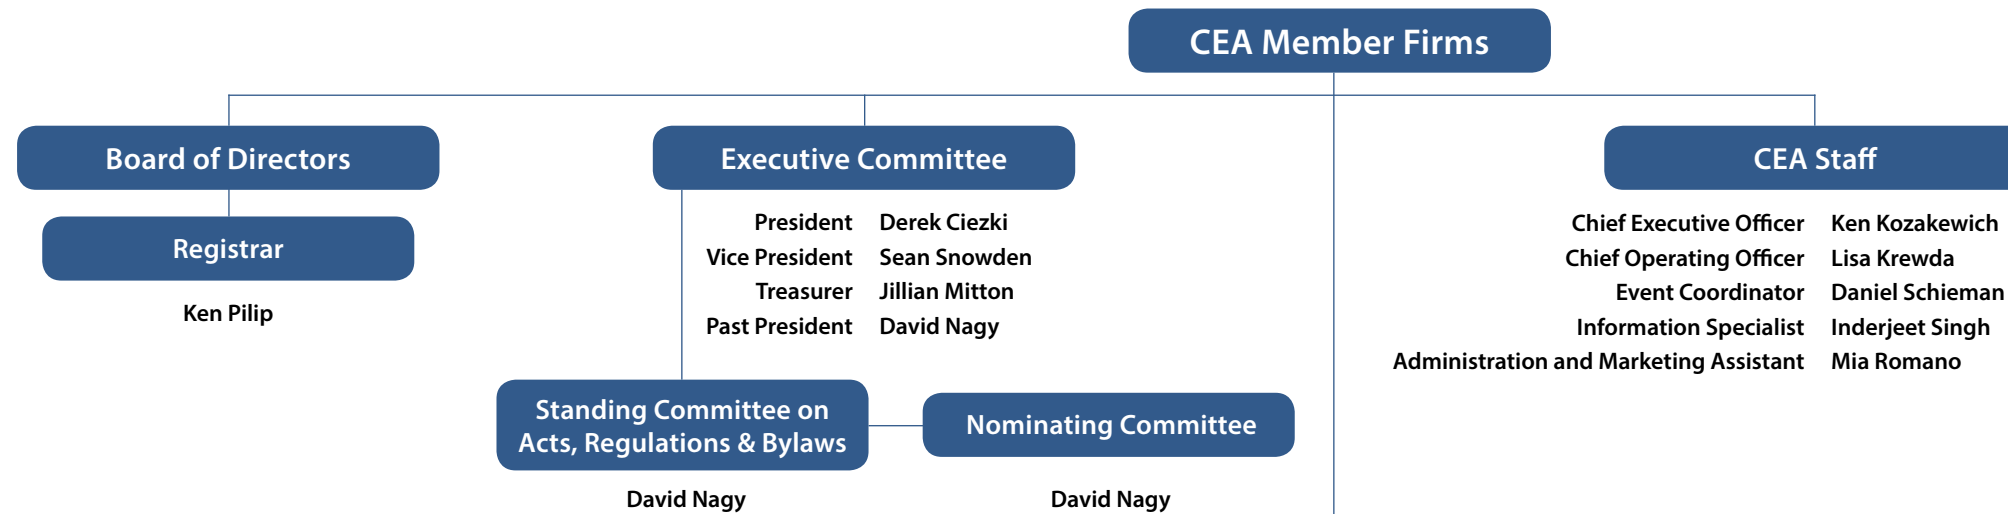 CEA Member Firms
Board of Directors
Registrar
Ken Pilip
Executive Committee
President Derek Ciezki
Vice President Sean Snowden
Treasurer Jillian Mitton
Past President David Nagy
Standing Committee on
Acts, Regulations & Bylaws
David Nagy
Nominating Committee
David Nagy
CEA Staff
Chief Executive Officer Ken Kozakewich
Chief Operating Officer Lisa Krewda
Event Coordinator Daniel Schieman
Information Specialist Inderjeet Singh
Administration and Marketing Assistant Mia Romano